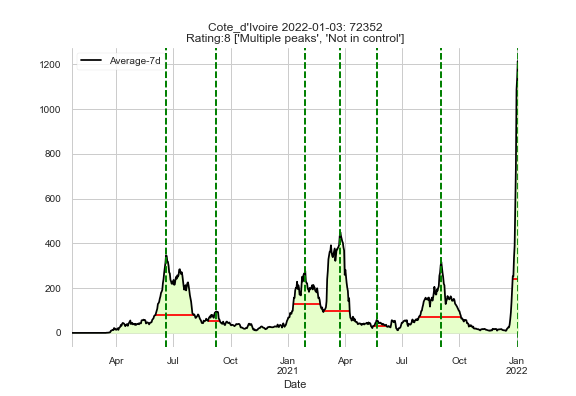 Cote_d'Ivoire 2022-01-03: 72352
Rating:8 ['Multiple peaks', 'Not in control']
Average-7d
1200
1000
800
600
400
200
0
Apr Jul Oct Jan Apr Jul Oct Jan
2021 2022
Date